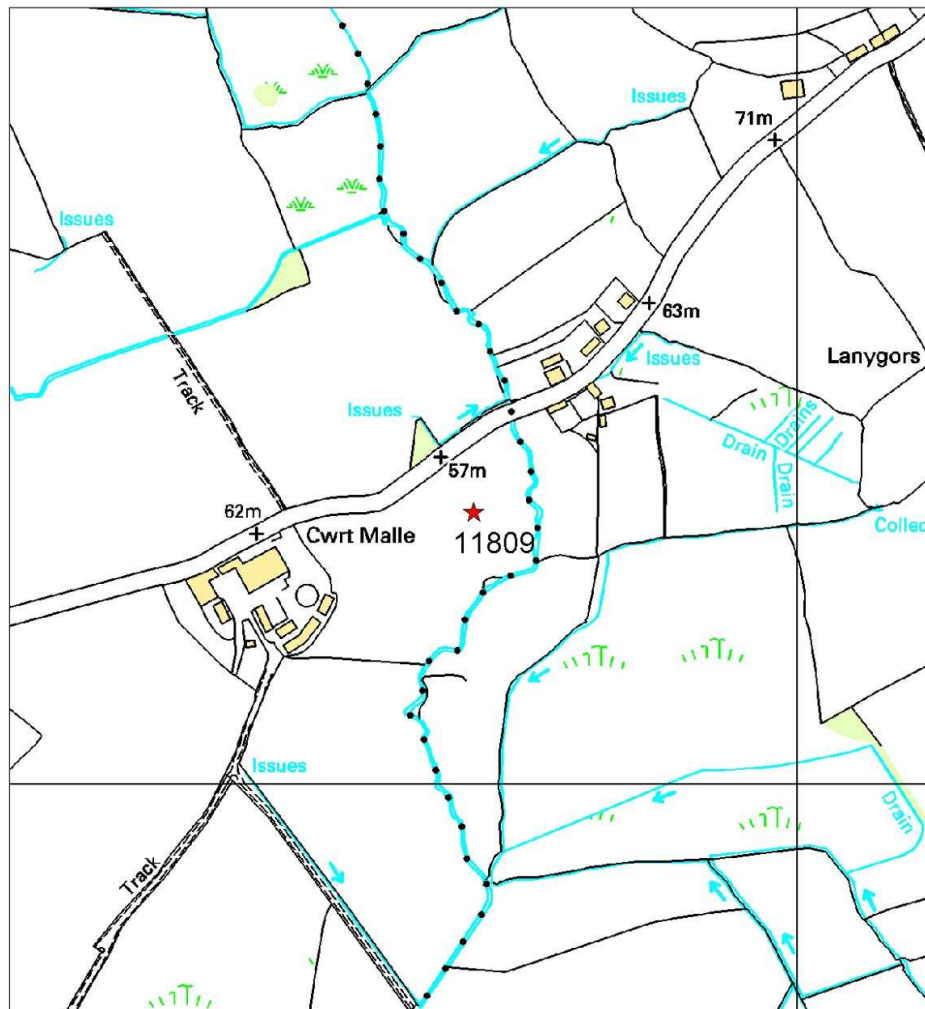 Issues
71m
Issues
63m
Issues
Lanygors
Track
Issues
Drains
Drain
57m
Drain
62m
Cwrt Malle
11809
Collec
Issues
Drain
Track